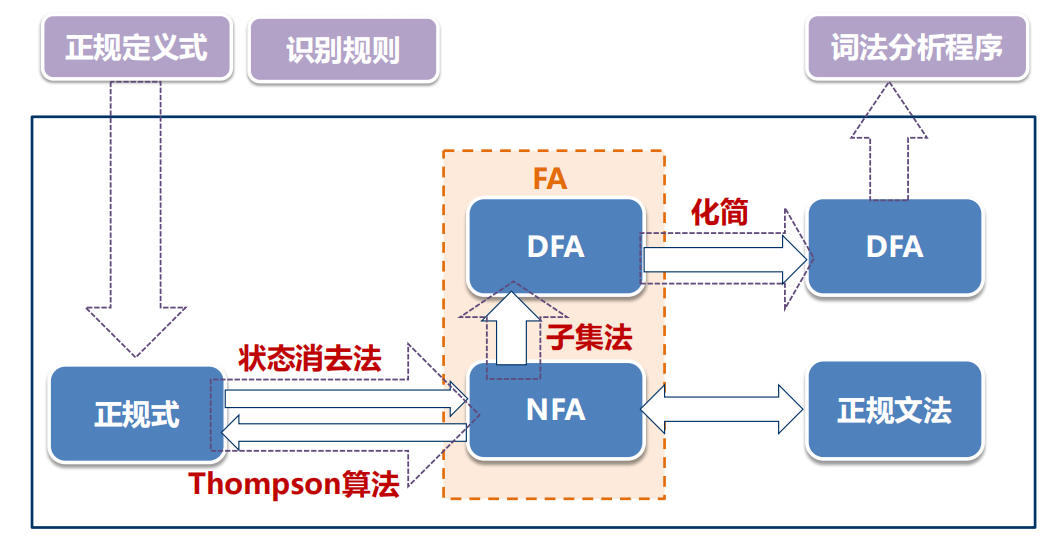 正规定义式
识别规则
词法分析程序
FA
DFA
化简
DFA
子集法
状态消去法
正规式
NFA
正规文法
Thompson算法